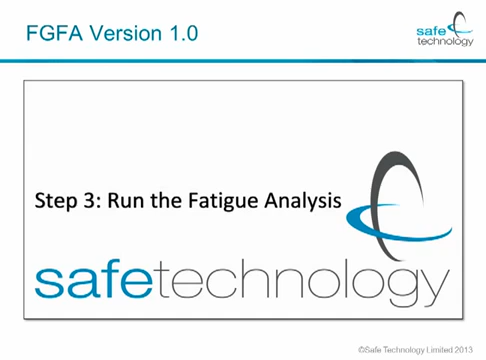 FGFA Version 1.0
safe
technology
Step 3: Run the Fatigue Analysis
safetechnology
©Safe Technology Limited 2013